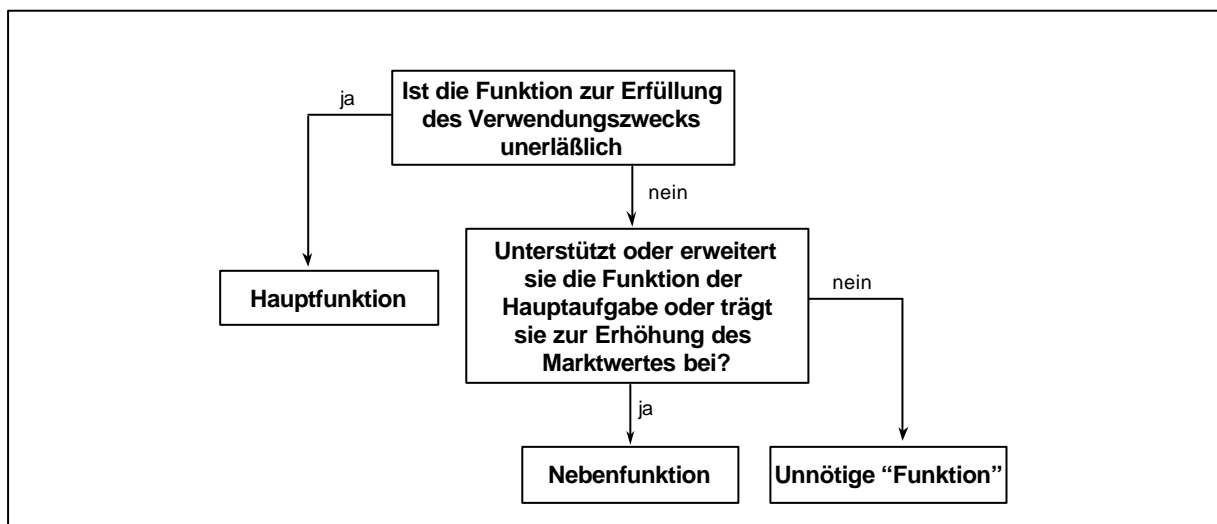 Ist die Funktion zur Erfüllung
des Verwendungszwecks
unerläßlich
ja
nein
Hauptfunktion
Unterstützt oder erweitert
sie die Funktion der
Hauptaufgabe oder trägt
sie zur Erhöhung des
Marktwertes bei?
nein
ja
Nebenfunktion
Unnötige “Funktion”